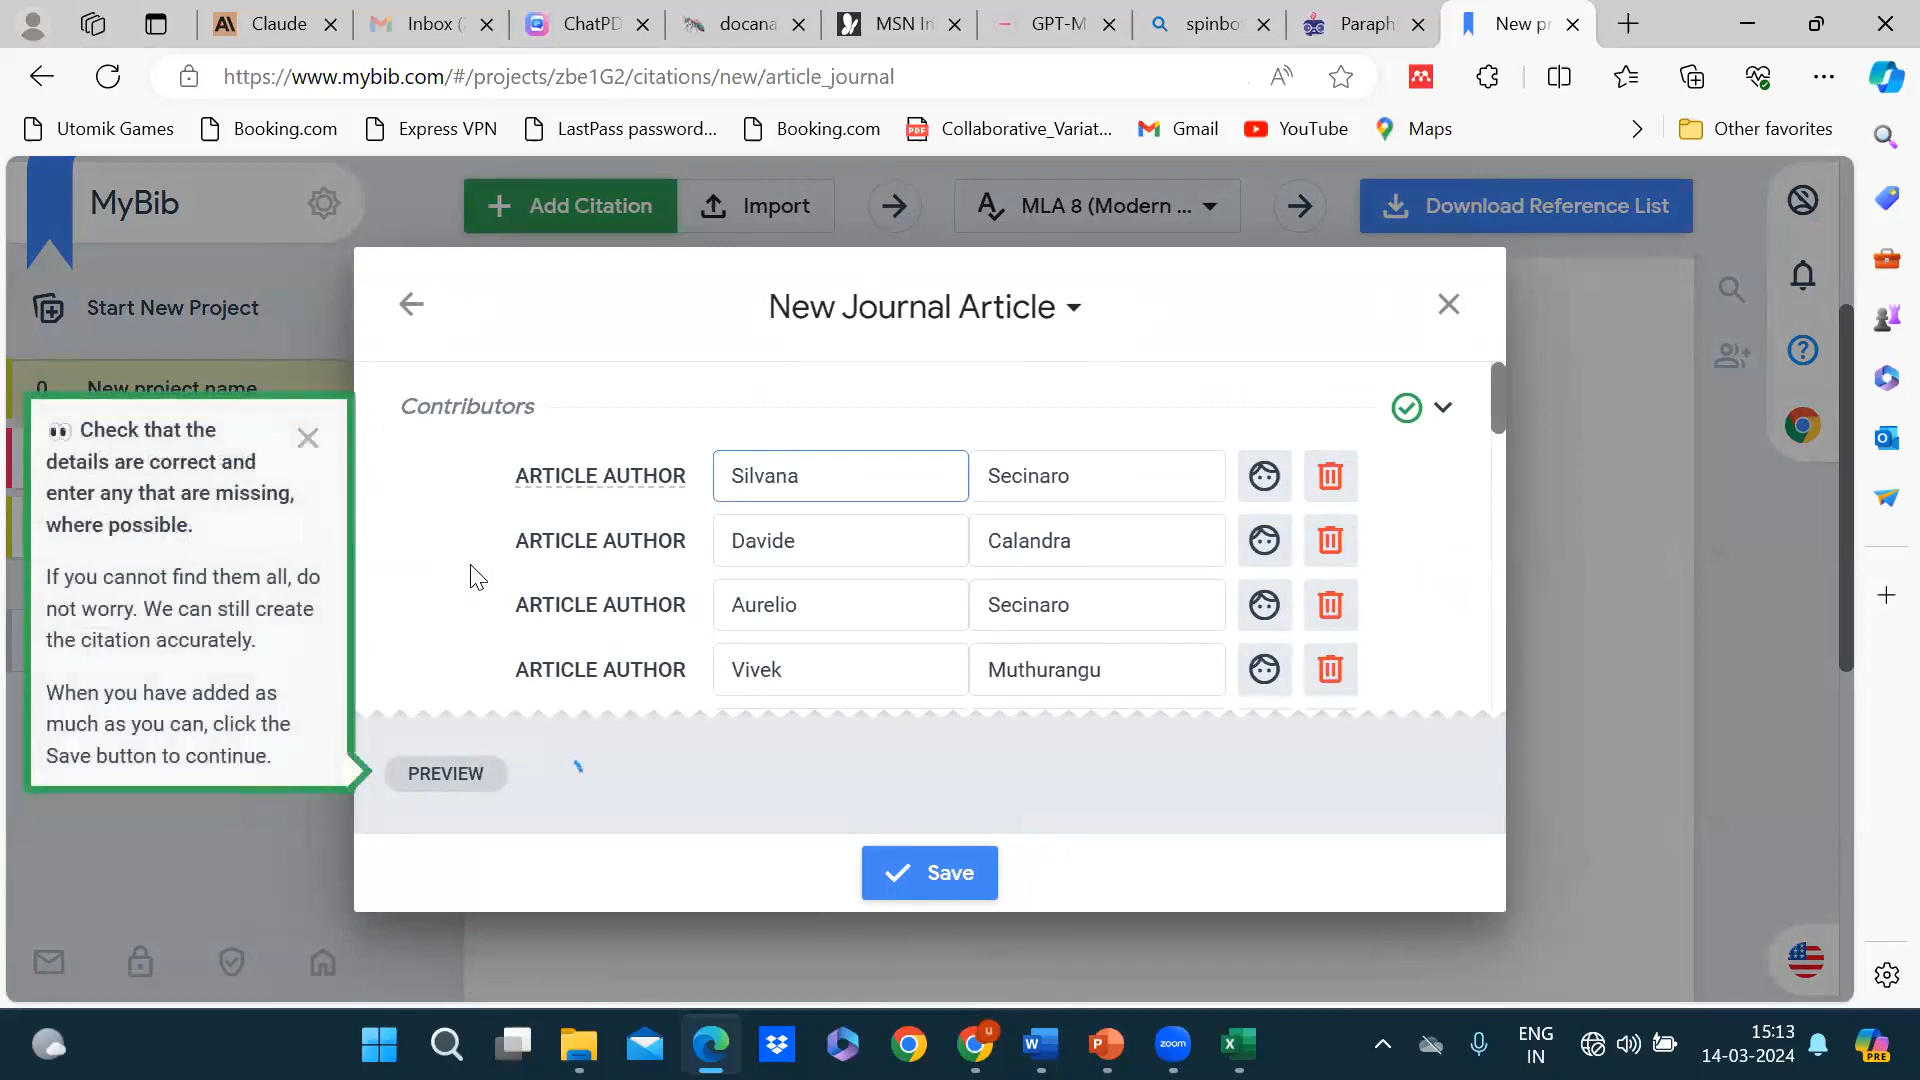 Claude
Inbox (
ChatPD
docana
MSN In
GPT-M
spinbo
Paraph
New pr
https://www.mybib.com/#/projects/zbe1G2/citations/new/article_journal
Utomik Games
Booking.com
Express VPN
LastPass password...
Booking.com
Collaborative_Variat...
Gmail
YouTube
Maps
Other favorites
MyBib
Add Citation
Import
MLA 8 (Modern ...
Download Reference List
Start New Project
0 New project name
New Journal Article
Contributors
ARTICLE AUTHOR Silvana Secinaro
ARTICLE AUTHOR Davide Calandra
ARTICLE AUTHOR Aurelio Secinaro
ARTICLE AUTHOR Vivek Muthurangu
Check that the
details are correct and
enter any that are missing,
where possible.
If you cannot find them all, do
not worry. We can still create
the citation accurately.
When you have added as
much as you can, click the
Save button to continue.
PREVIEW
Save
zoom
ENG
IN
15:13
14-03-2024
PRE